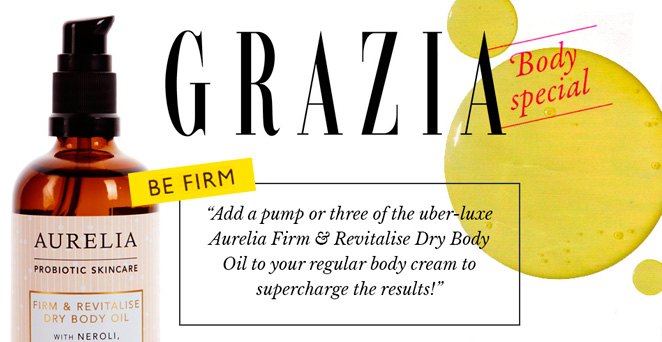 GRAZIA
Body
special
BE FIRM
“Add a pump or three of the uber-luxe
Aurelia Firm & Revitalise Dry Body
Oil to your regular body cream to
supercharge the results!”
AURELIA
PROBIOTIC SKINCARE
FIRM & REVITALISE
DRY BODY OIL
WITH NEROLI,